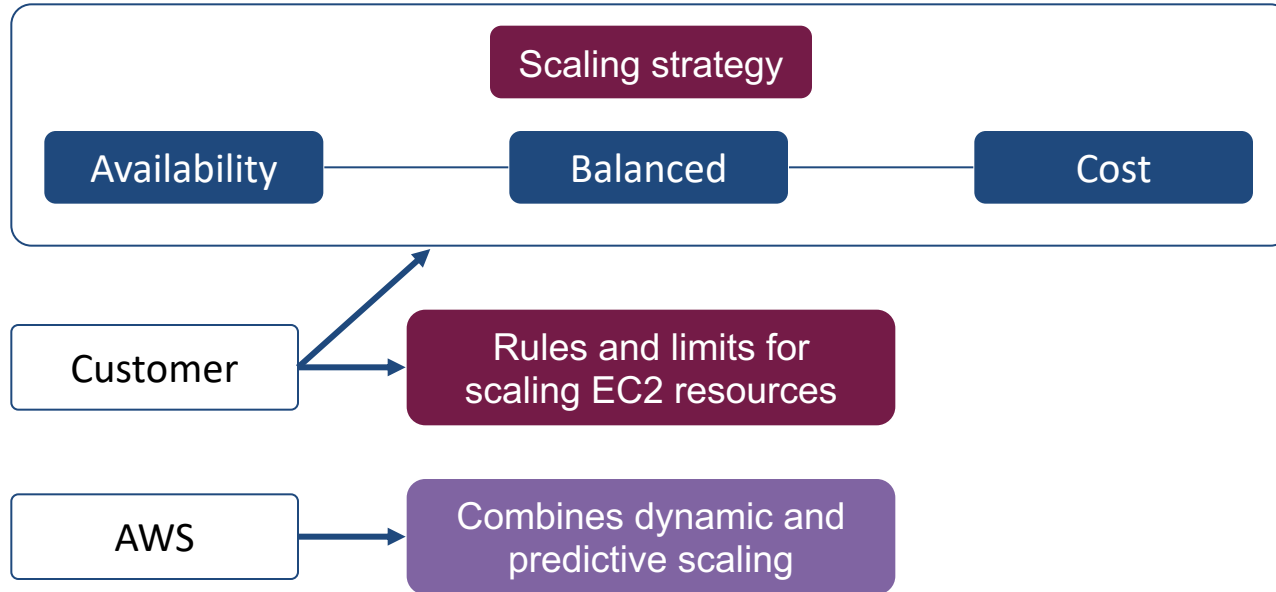 Scaling strategy
Availability
Balanced
Cost
Customer
Rules and limits for
scaling EC2 resources
AWS
Combines dynamic and
predictive scaling